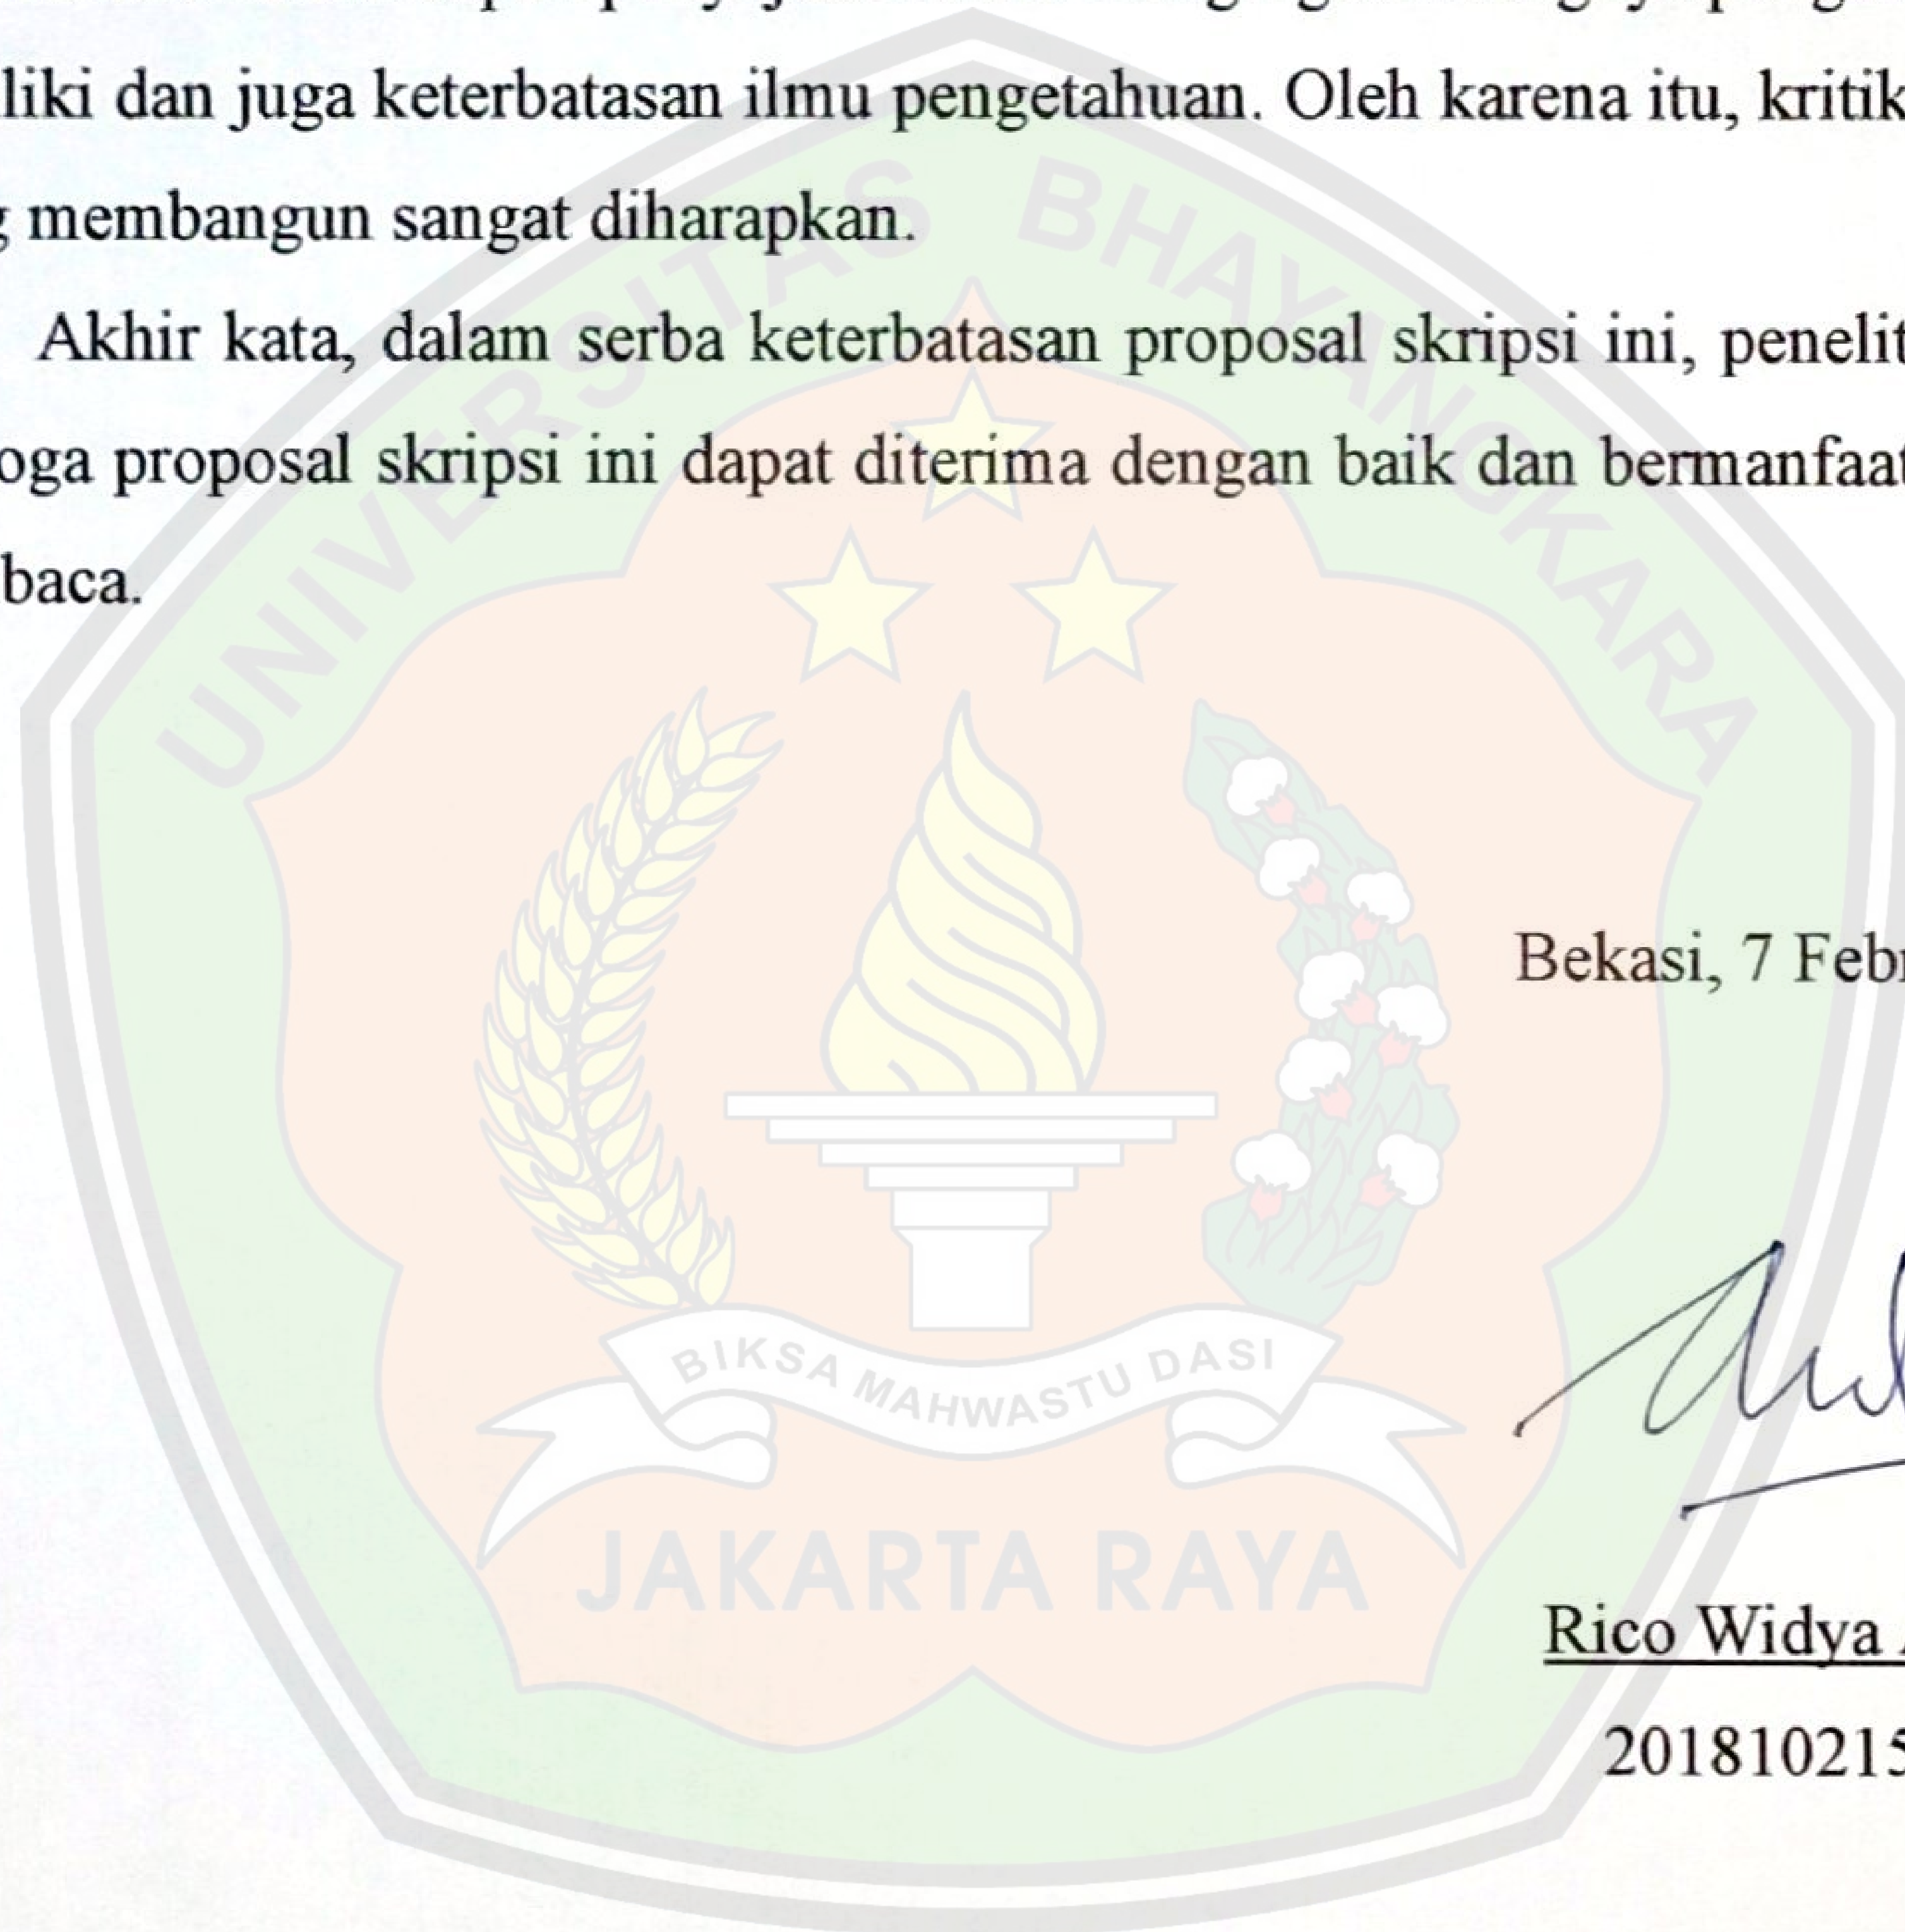 liki dan juga keterbatasan ilmu pengetahuan. Oleh karena itu, kritik
membangun sangat diharapkan.
Akhir kata, dalam serba keterbatasan proposal skripsi ini, penelit
oga proposal skripsi ini dapat diterima dengan baik dan bermanfaat
baca.
UNIVERSITAS BHAYANGKARA
Bekasi, 7 Feb
BIKSA MAHWASTU DASI
JAKARTA RAYA
Rico Widya
201810215